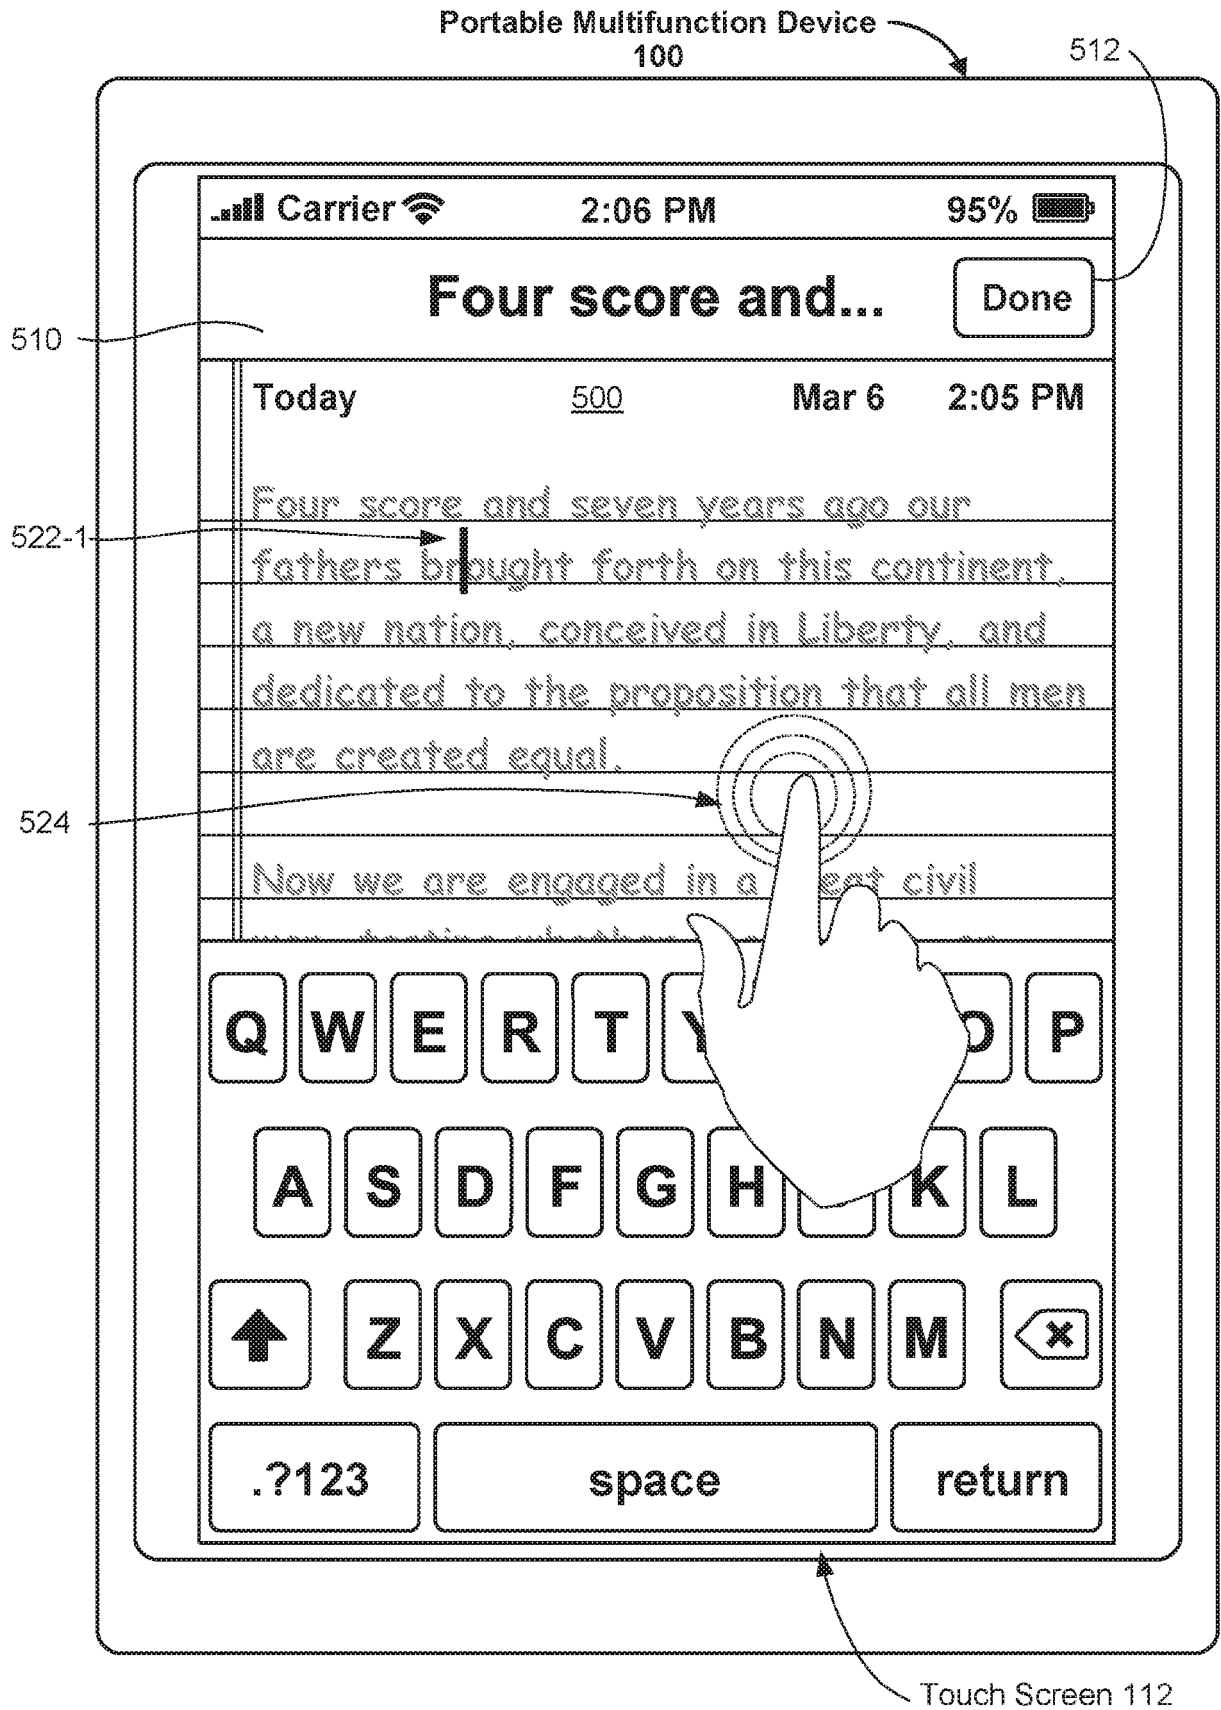 Portable Multifunction Device
100
512
Carrier 2:06 PM 95%
Four score and... Done
510
Today 500 Mar 6 2:05 PM
Four score and seven years ago our
522-1
fathers brought forth on this continent,
a new nation, conceived in Liberty, and
dedicated to the proposition that all men
are created equal.
524
Now we are engaged in a civil
Q W E R T Y O P
A S D F G H K L
Z X C V B N M
.?123 space return
Touch Screen 112